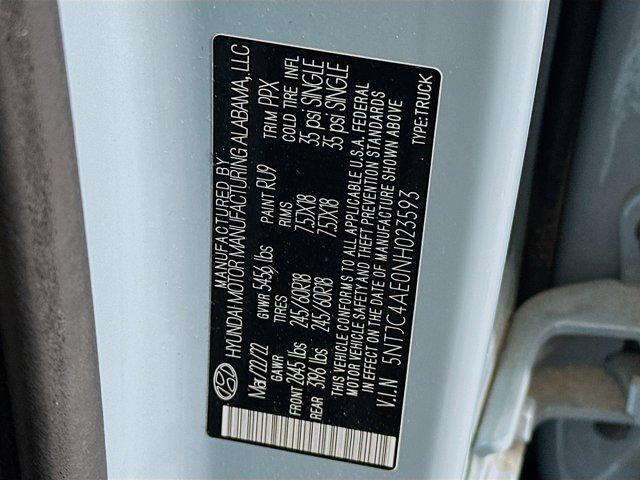 MANUFACTURED BY
HYUNDAI MOTOR MANUFACTURING ALABAMA, LLC
Mar/22/22 GVWR 5456 lbs PAINT RU9 TRIM PPX
GAWR TIRES RIMS COLD TIRE INFL
FRONT 2645 lbs 245/60R18 7.5JX18 35 psi SINGLE
REAR 3176 lbs 245/60R18 7.5JX18 35 psi SINGLE
THIS VEHICLE CONFORMS TO ALL APPLICABLE U.S.A. FEDERAL
MOTOR VEHICLE SAFETY AND THEFT PREVENTION STANDARDS
IN EFFECT ON THE DATE OF MANUFACTURE SHOWN ABOVE
V.I.N 5NTJC4AE0NH023593 TYPE:TRUCK